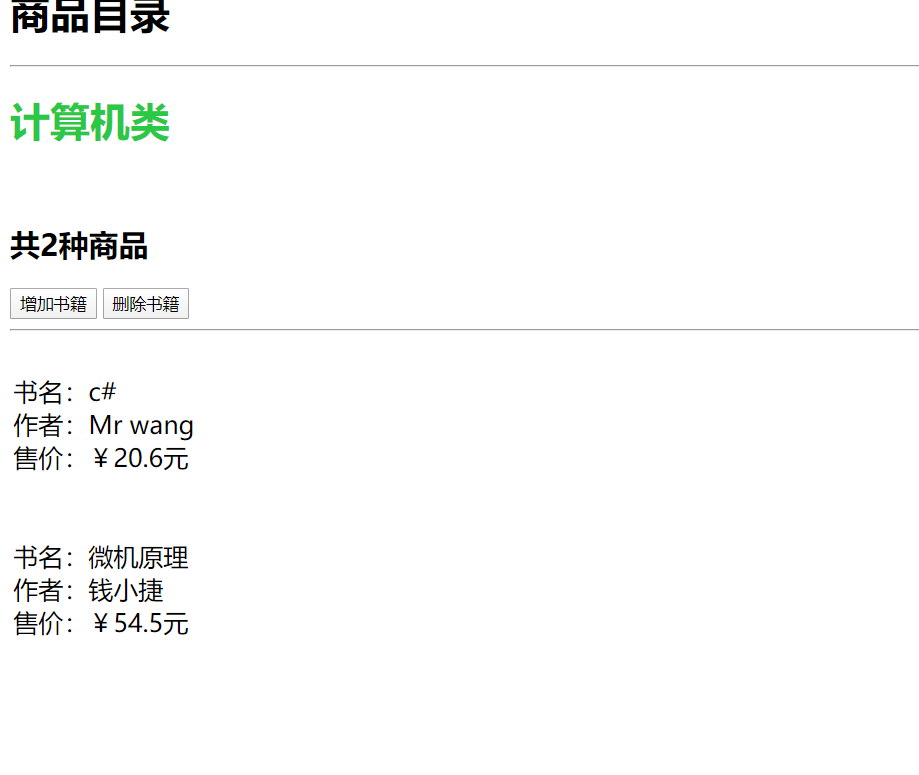 商品目录
计算机类
共2种商品
增加书籍 删除书籍
书名：c#
作者：Mr wang
售价：￥20.6元
书名：微机原理
作者：钱小捷
售价：￥54.5元